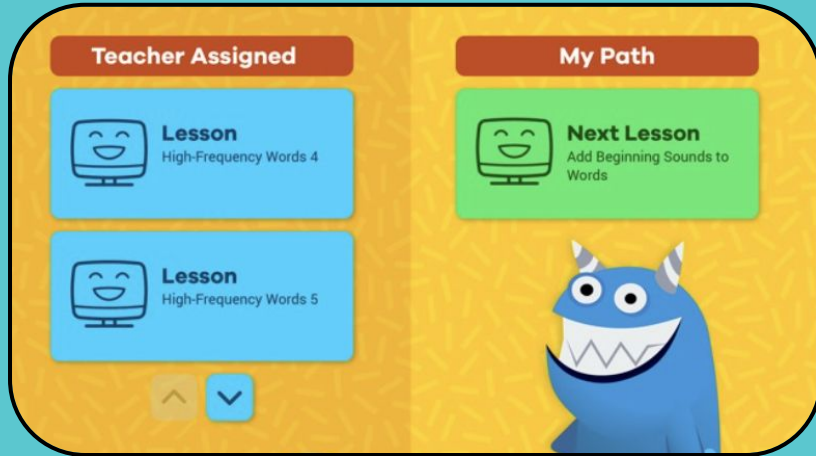 Teacher Assigned
Lesson
High-Frequency Words 4
Lesson
High-Frequency Words 5
My Path
Next Lesson
Add Beginning Sounds to
Words